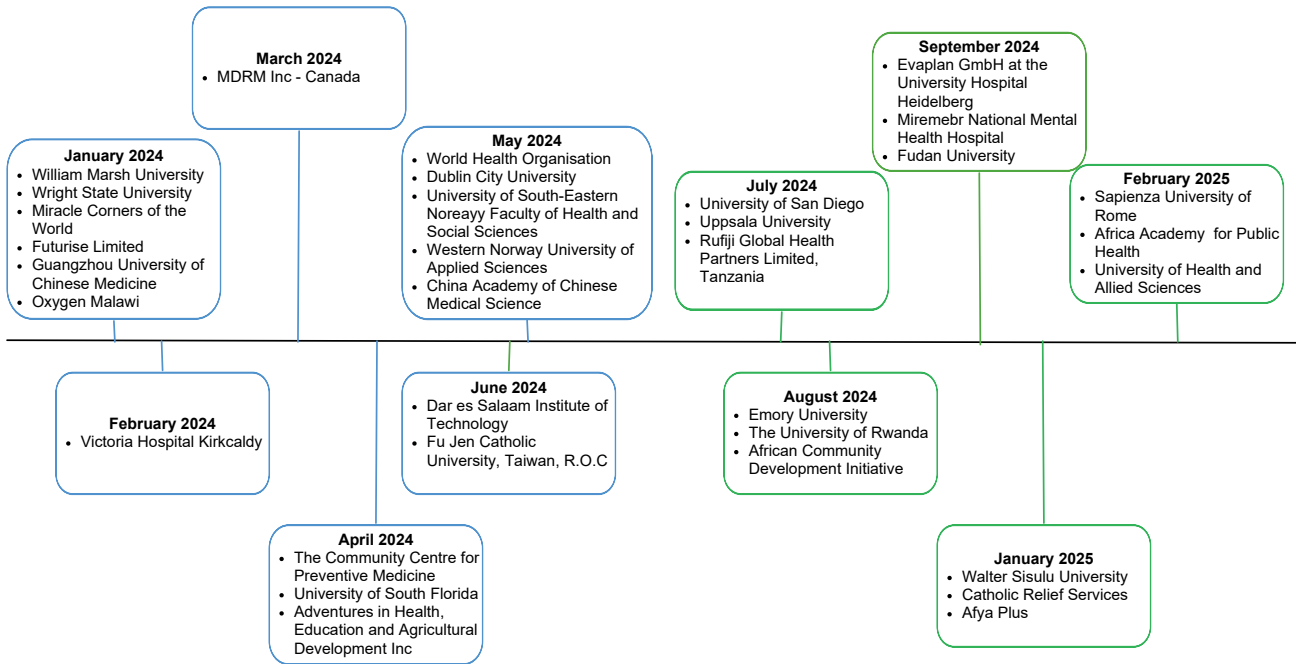 March 2024
• MDRM Inc - Canada
January 2024
• William Marsh University
• Wright State University
• Miracle Corners of the
World
• Futurise Limited
• Guangzhou University of
Chinese Medicine
• Oxygen Malawi
May 2024
• World Health Organisation
• Dublin City University
• University of South-Eastern
Noreayy Faculty of Health and
Social Sciences
• Western Norway University of
Applied Sciences
• China Academy of Chinese
Medical Science
July 2024
• University of San Diego
• Uppsala University
• Rufiji Global Health
Partners Limited,
Tanzania
September 2024
• Evaplan GmbH at the
University Hospital
Heidelberg
• Miremebr National Mental
Health Hospital
• Fudan University
February 2025
• Sapienza University of
Rome
• Africa Academy for Public
Health
• University of Health and
Allied Sciences
February 2024
• Victoria Hospital Kirkcaldy
April 2024
• The Community Centre for
Preventive Medicine
• University of South Florida
• Adventures in Health,
Education and Agricultural
Development Inc
June 2024
• Dar es Salaam Institute of
Technology
• Fu Jen Catholic
University, Taiwan, R.O.C
August 2024
• Emory University
• The University of Rwanda
• African Community
Development Initiative
January 2025
• Walter Sisulu University
• Catholic Relief Services
• Afya Plus